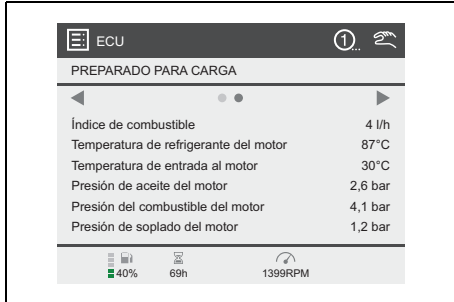 ECU 1...
PREPARADO PARA CARGA
Índice de combustible 4 l/h
Temperatura de refrigerante del motor 87°C
Temperatura de entrada al motor 30°C
Presión de aceite del motor 2,6 bar
Presión del combustible del motor 4,1 bar
Presión de soplado del motor 1,2 bar
40% 69h 1399RPM